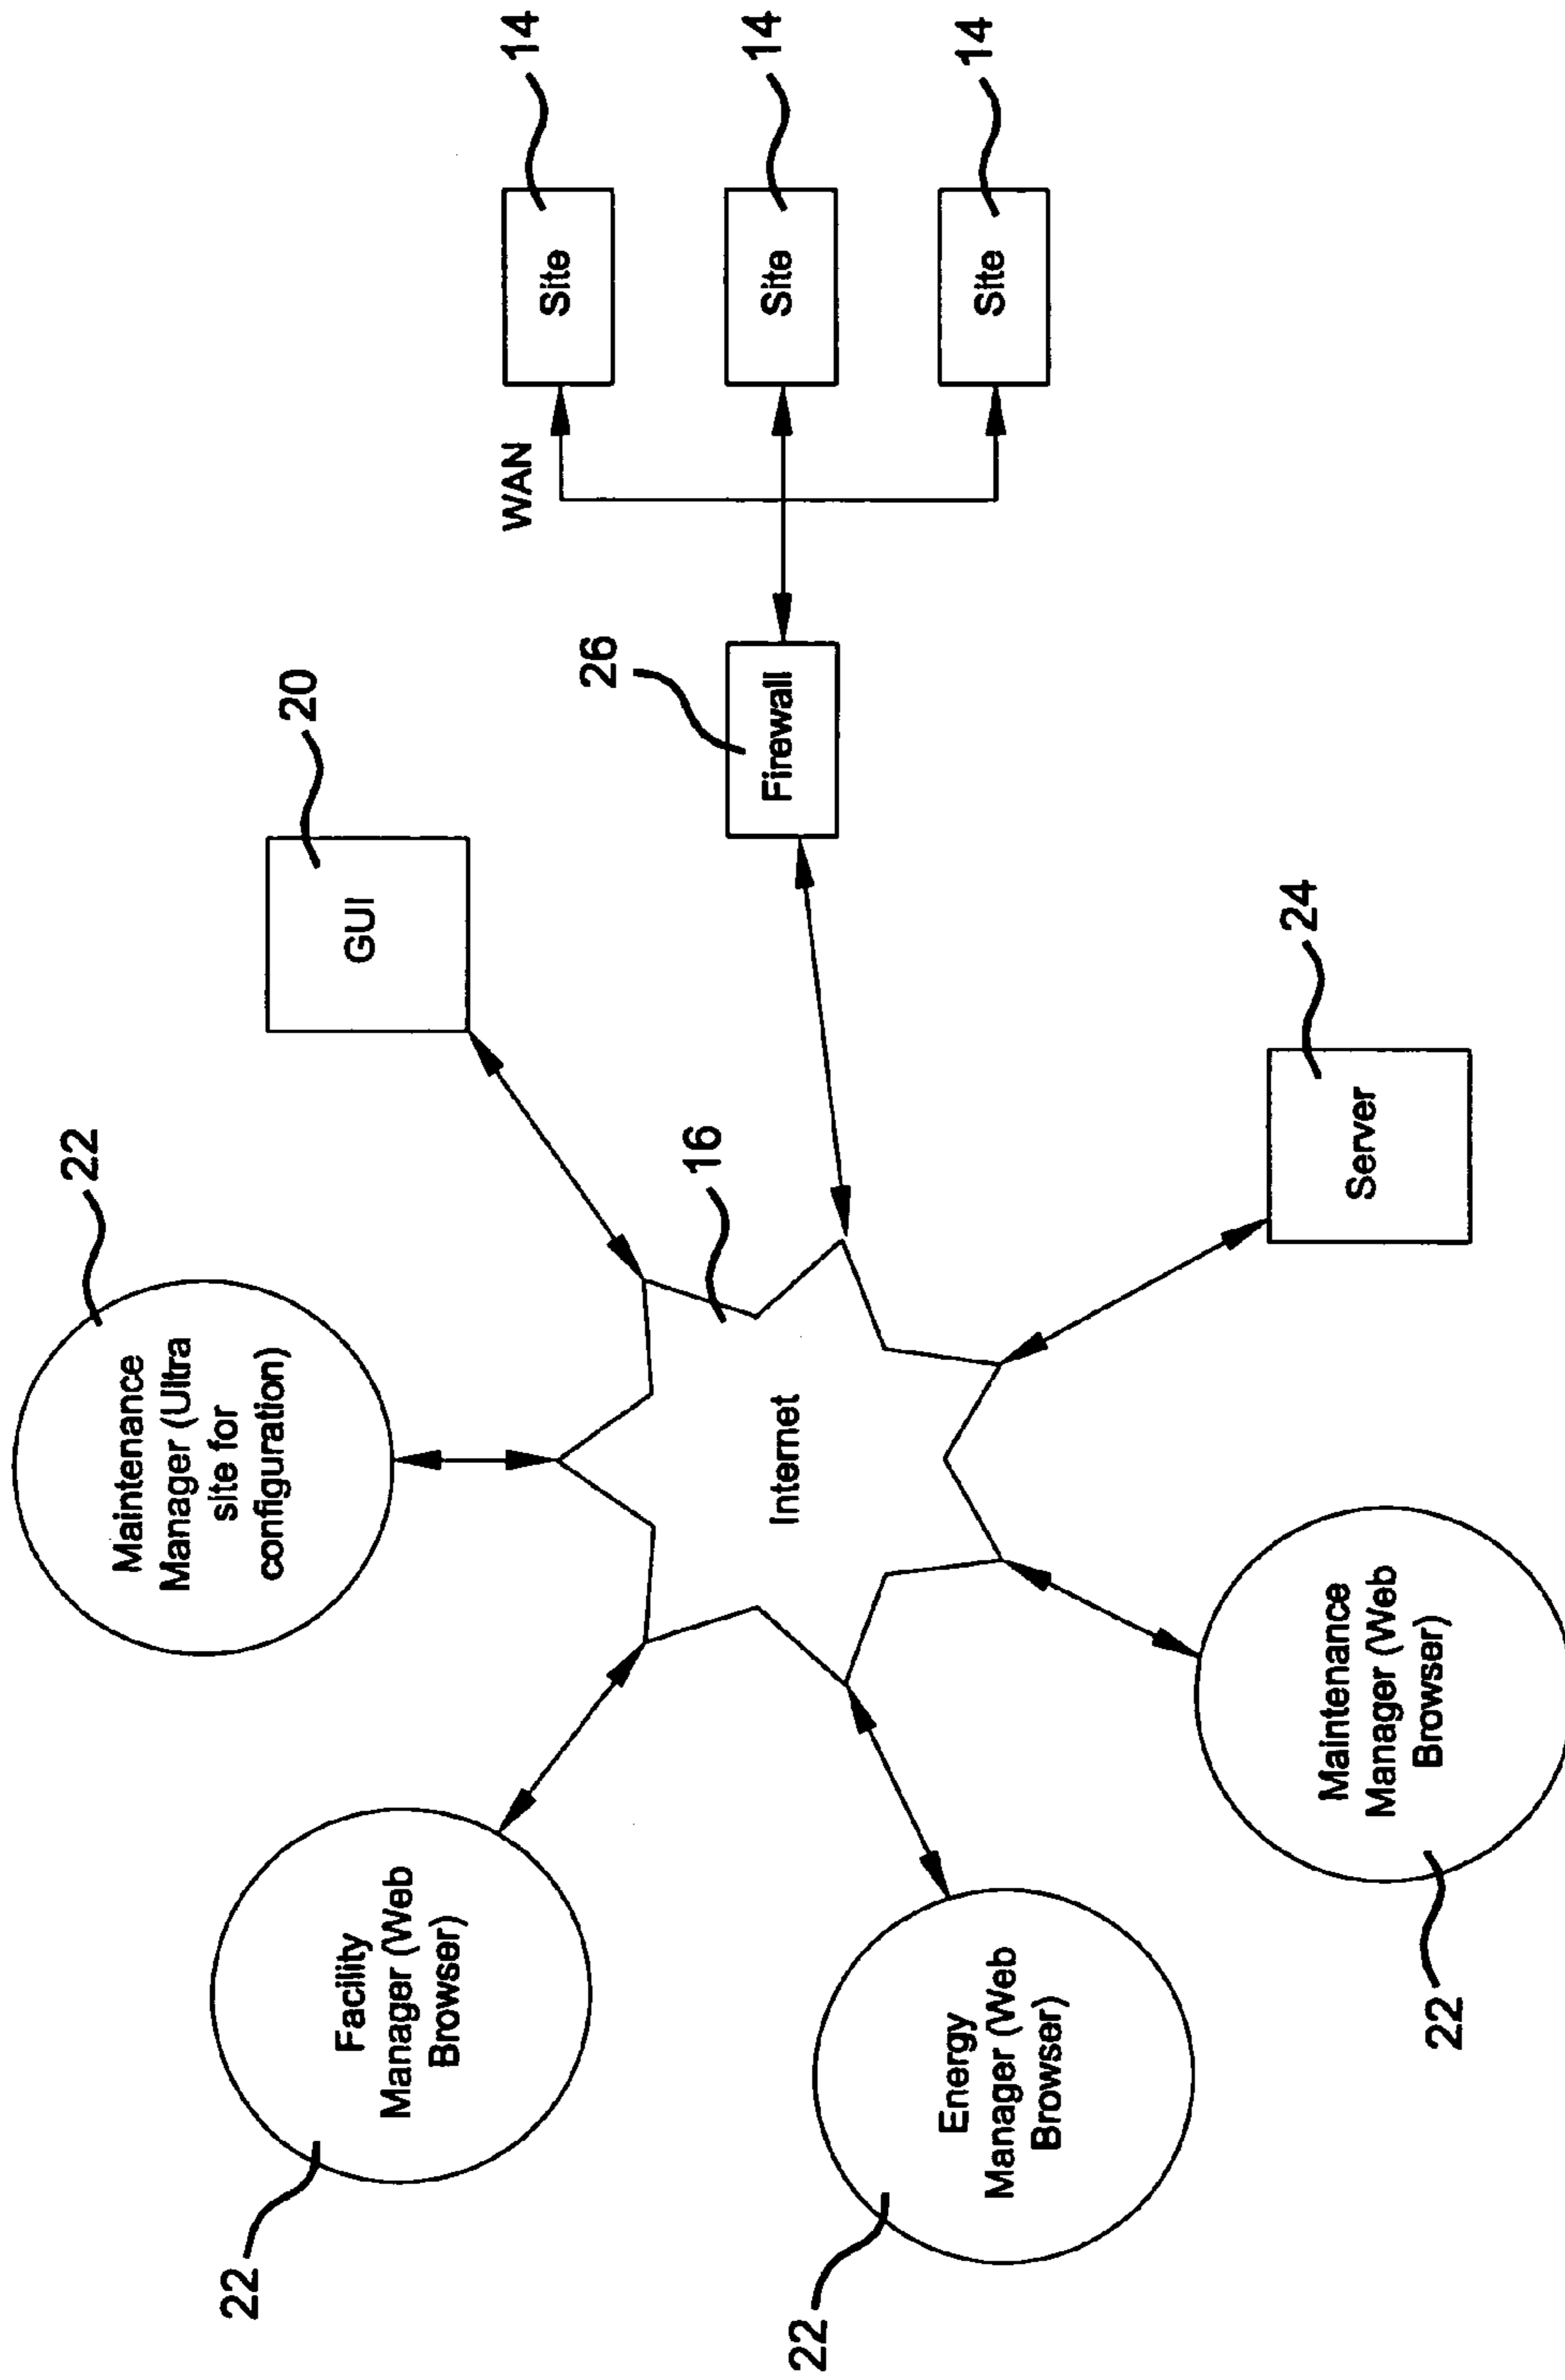 22
Maintenance
Manager (Ultra
site for
configuration)
20
GUI
14
Site
WAN
14
Site
14
Site
26
Firewall
16
Internet
22
Facility
Manager (Web
Browser)
22
Energy
Manager (Web
Browser)
22
Maintenance
Manager (Web
Browser)
24
Server